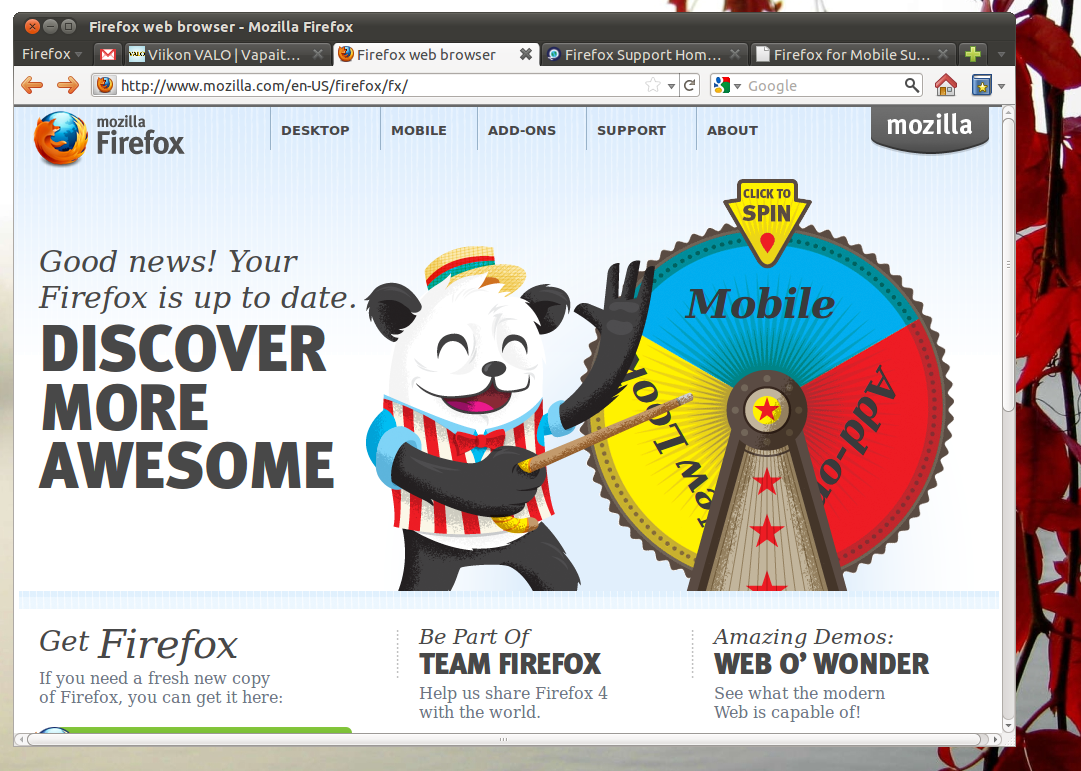 Firefox web browser - Mozilla Firefox
Firefox
VALO
Viikon VALO | Vapait...
Firefox web browser
Firefox Support Hom...
Firefox for Mobile Su...
http://www.mozilla.com/en-US/firefox/fx/
Google
mozilla
Firefox
DESKTOP
MOBILE
ADD-ONS
SUPPORT
ABOUT
mozilla
CLICK TO
SPIN
Good news! Your
Firefox is up to date.
DISCOVER
MORE
AWESOME
Mobile
Add-on
w Look
Get Firefox
If you need a fresh new copy
of Firefox, you can get it here:
Be Part Of
TEAM FIREFOX
Help us share Firefox 4
with the world.
Amazing Demos:
WEB O’ WONDER
See what the modern
Web is capable of!